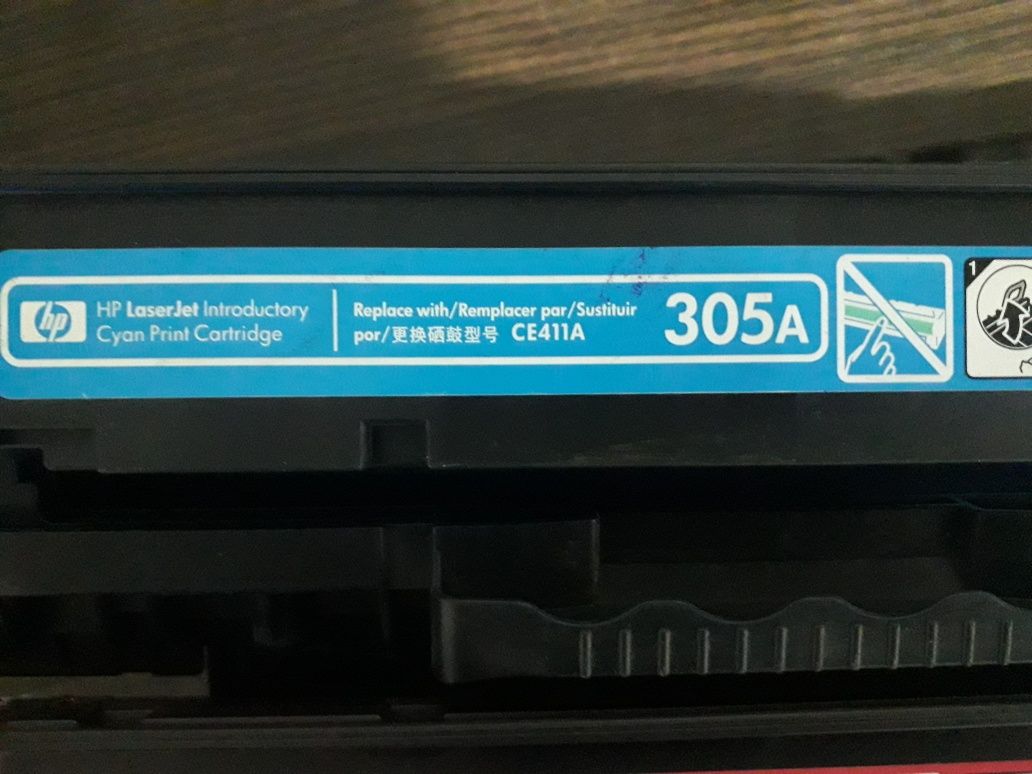 hp
HP LaserJet Introductory
Cyan Print Cartridge
Replace with/Remplacer par/Sustituir
por/更换硒鼓型号 CE411A
305A
1